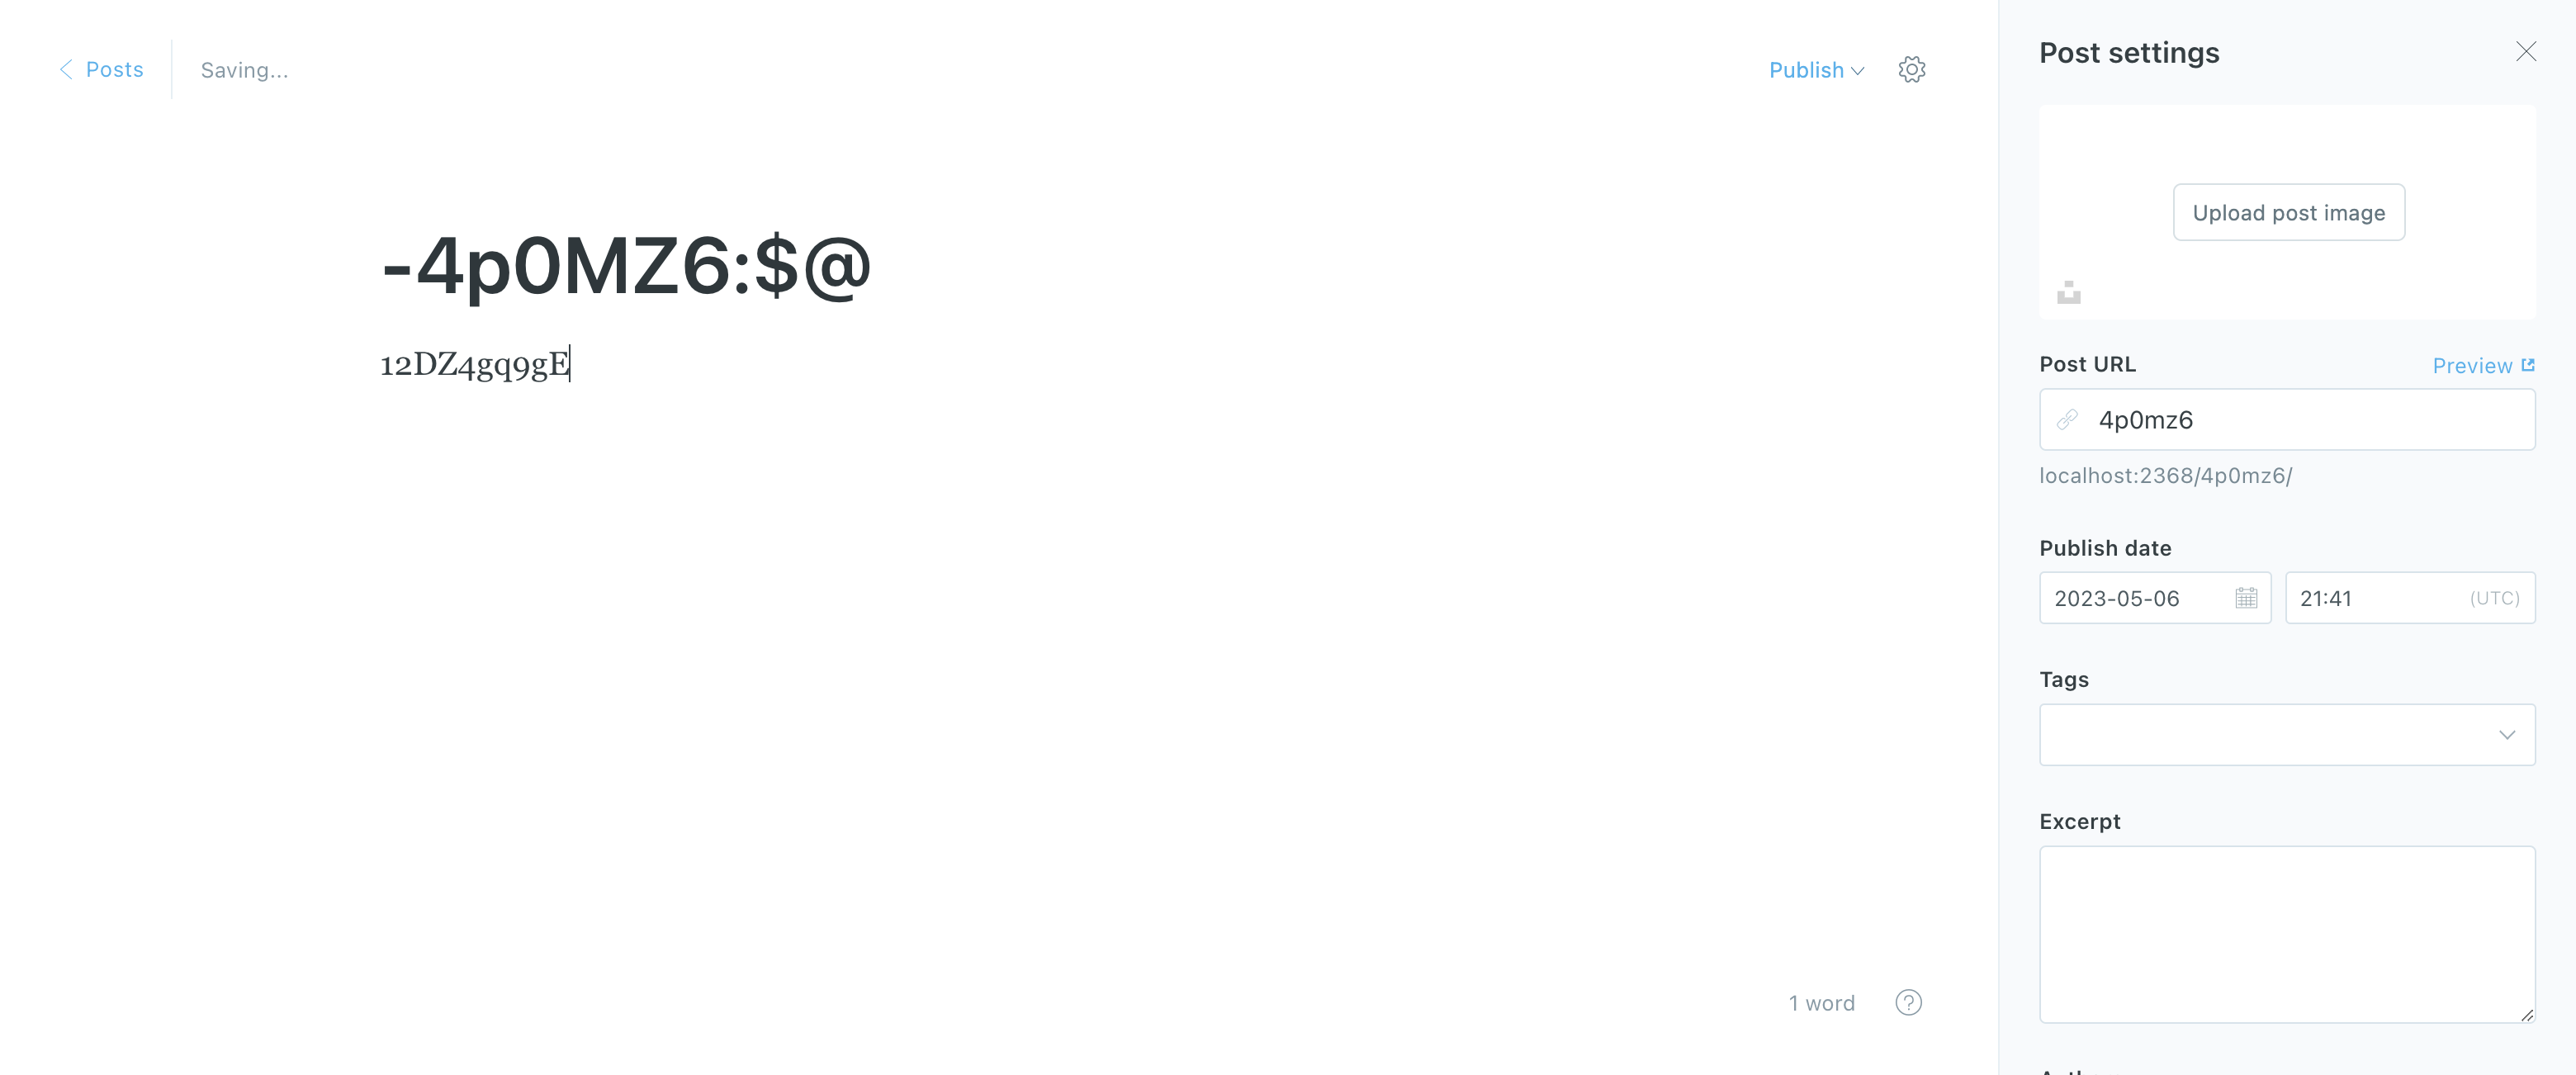 Posts
Saving...
Publish
-4p0MZ6:$@
12DZ4gq9gE
1 word
?
Post settings
Upload post image
Post URL
Preview
4p0mz6
localhost:2368/4p0mz6/
Publish date
2023-05-06
21:41 (UTC)
Tags
Excerpt